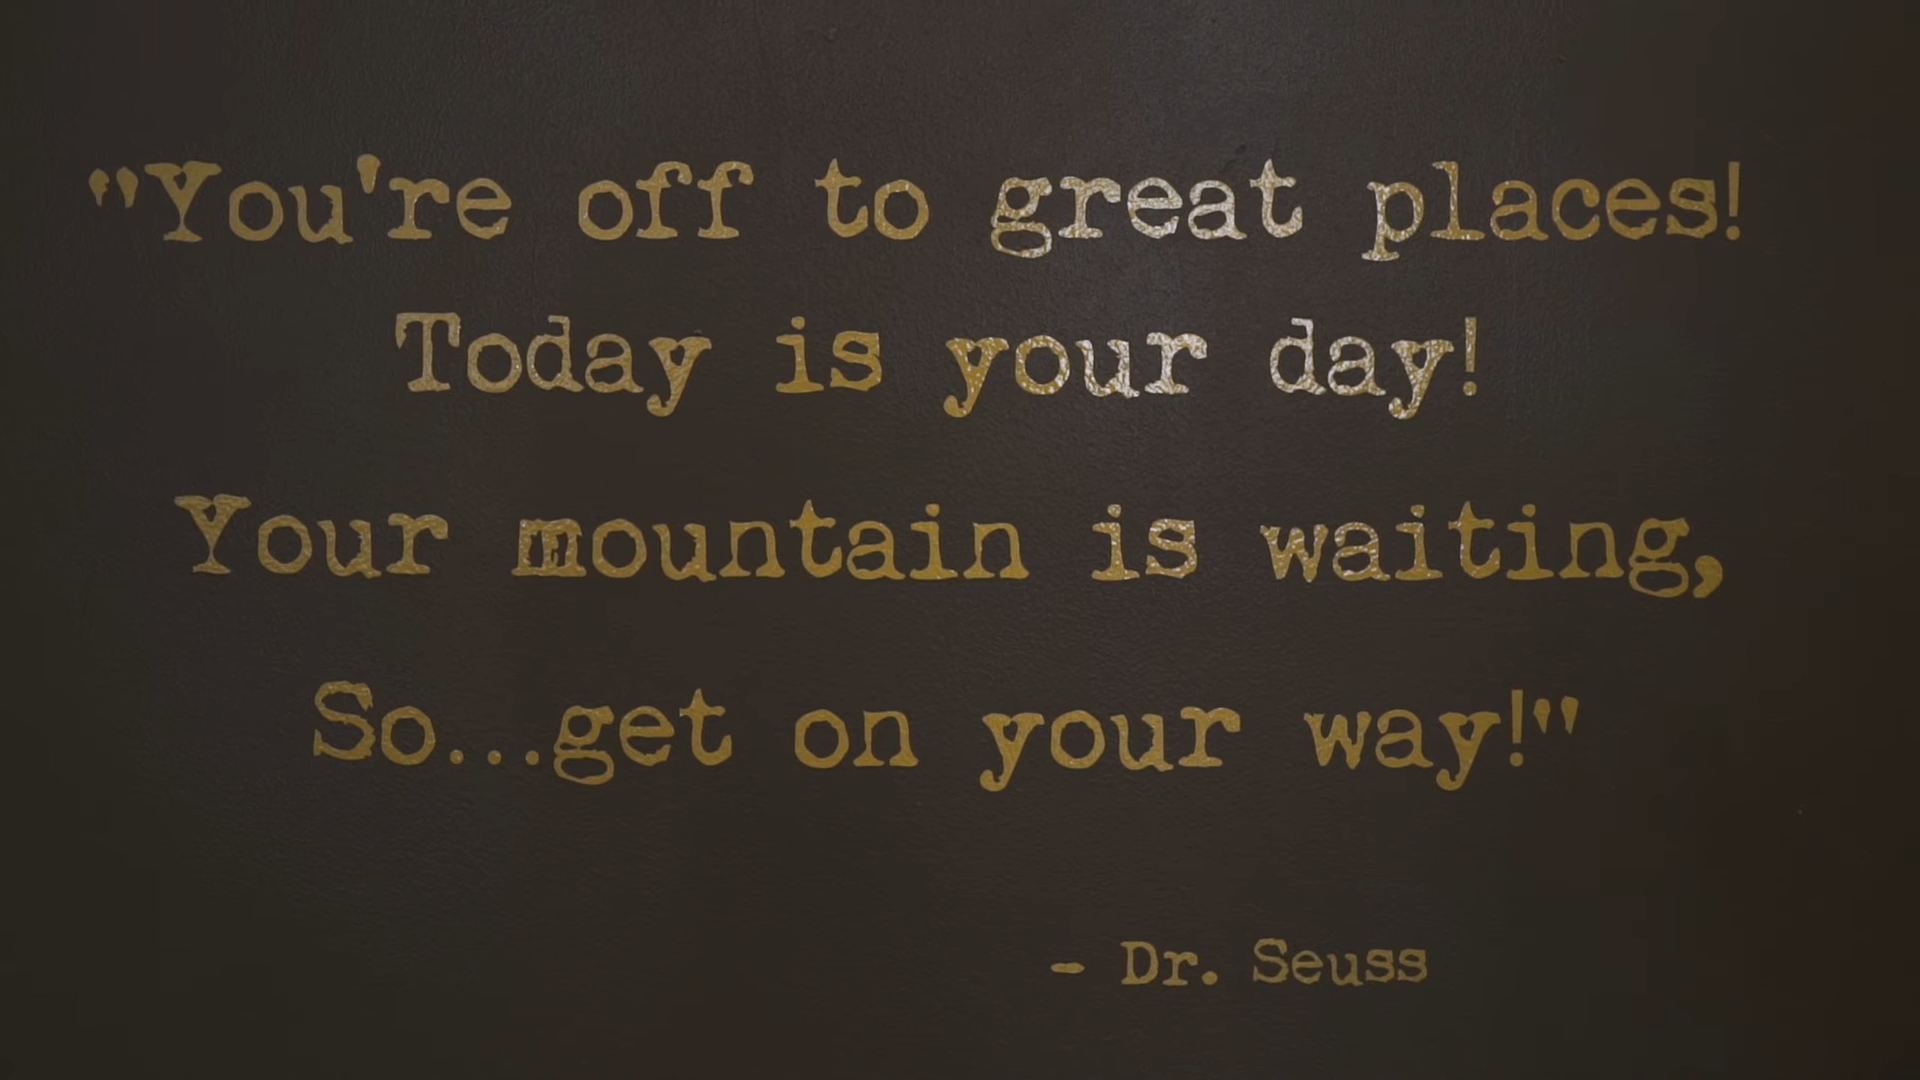 "You're off to great places!
Today is your day!
Your mountain is waiting,
So...get on your way!"
- Dr. Seuss